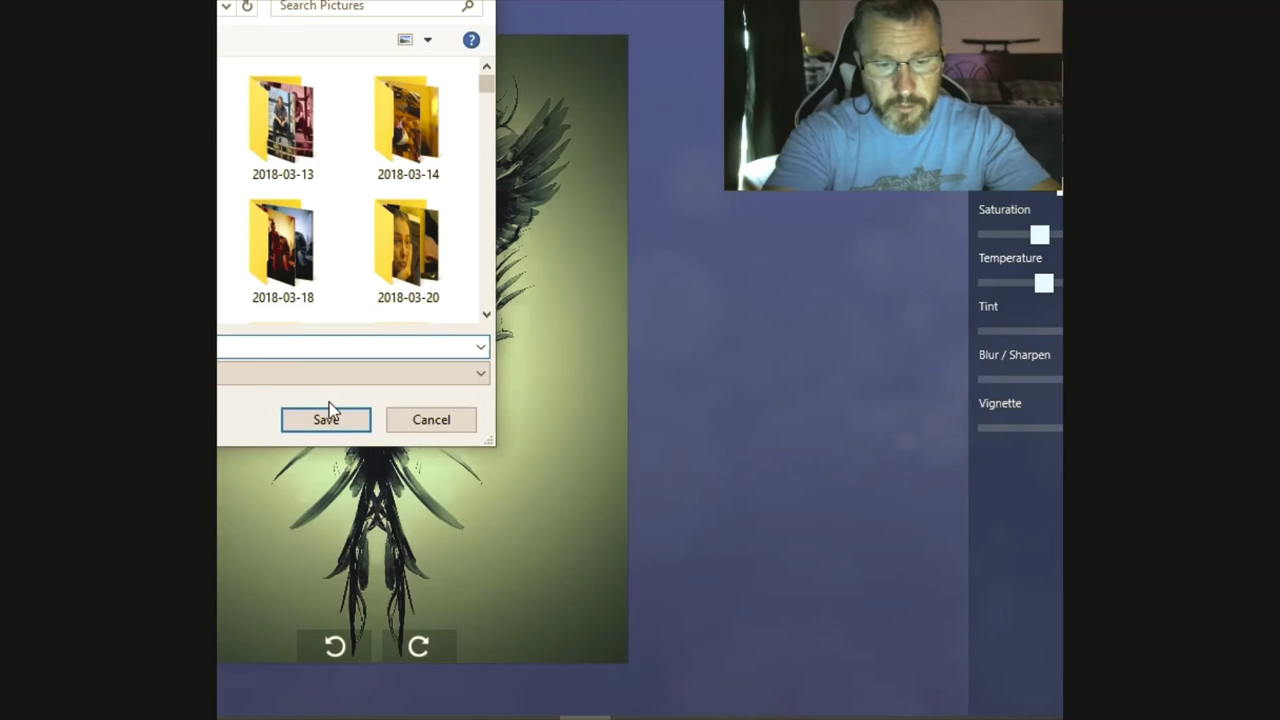 Search Pictures
2018-03-13
2018-03-14
2018-03-18
2018-03-20
Save
Cancel
Saturation
Temperature
Tint
Blur / Sharpen
Vignette